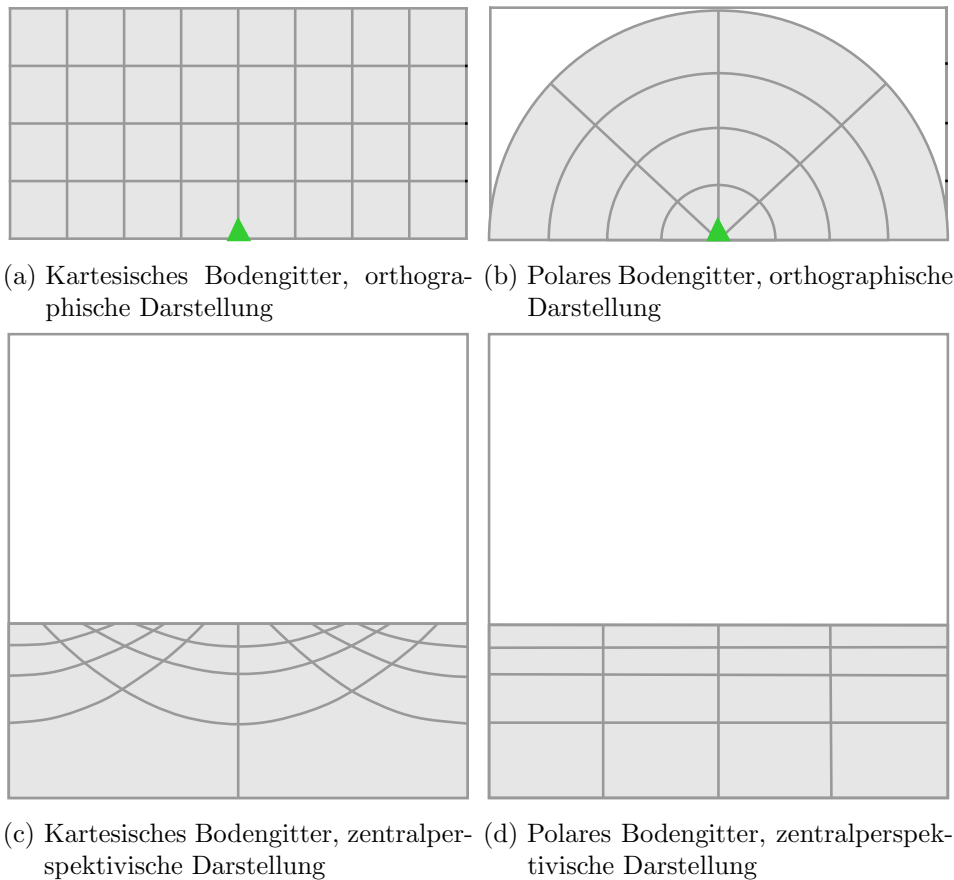 (a) Kartesisches Bodengitter, orthogra-
phische Darstellung
(b) Polares Bodengitter, orthographische
Darstellung
(c) Kartesisches Bodengitter, zentralper-
spektivische Darstellung
(d) Polares Bodengitter, zentralperspek-
tivische Darstellung